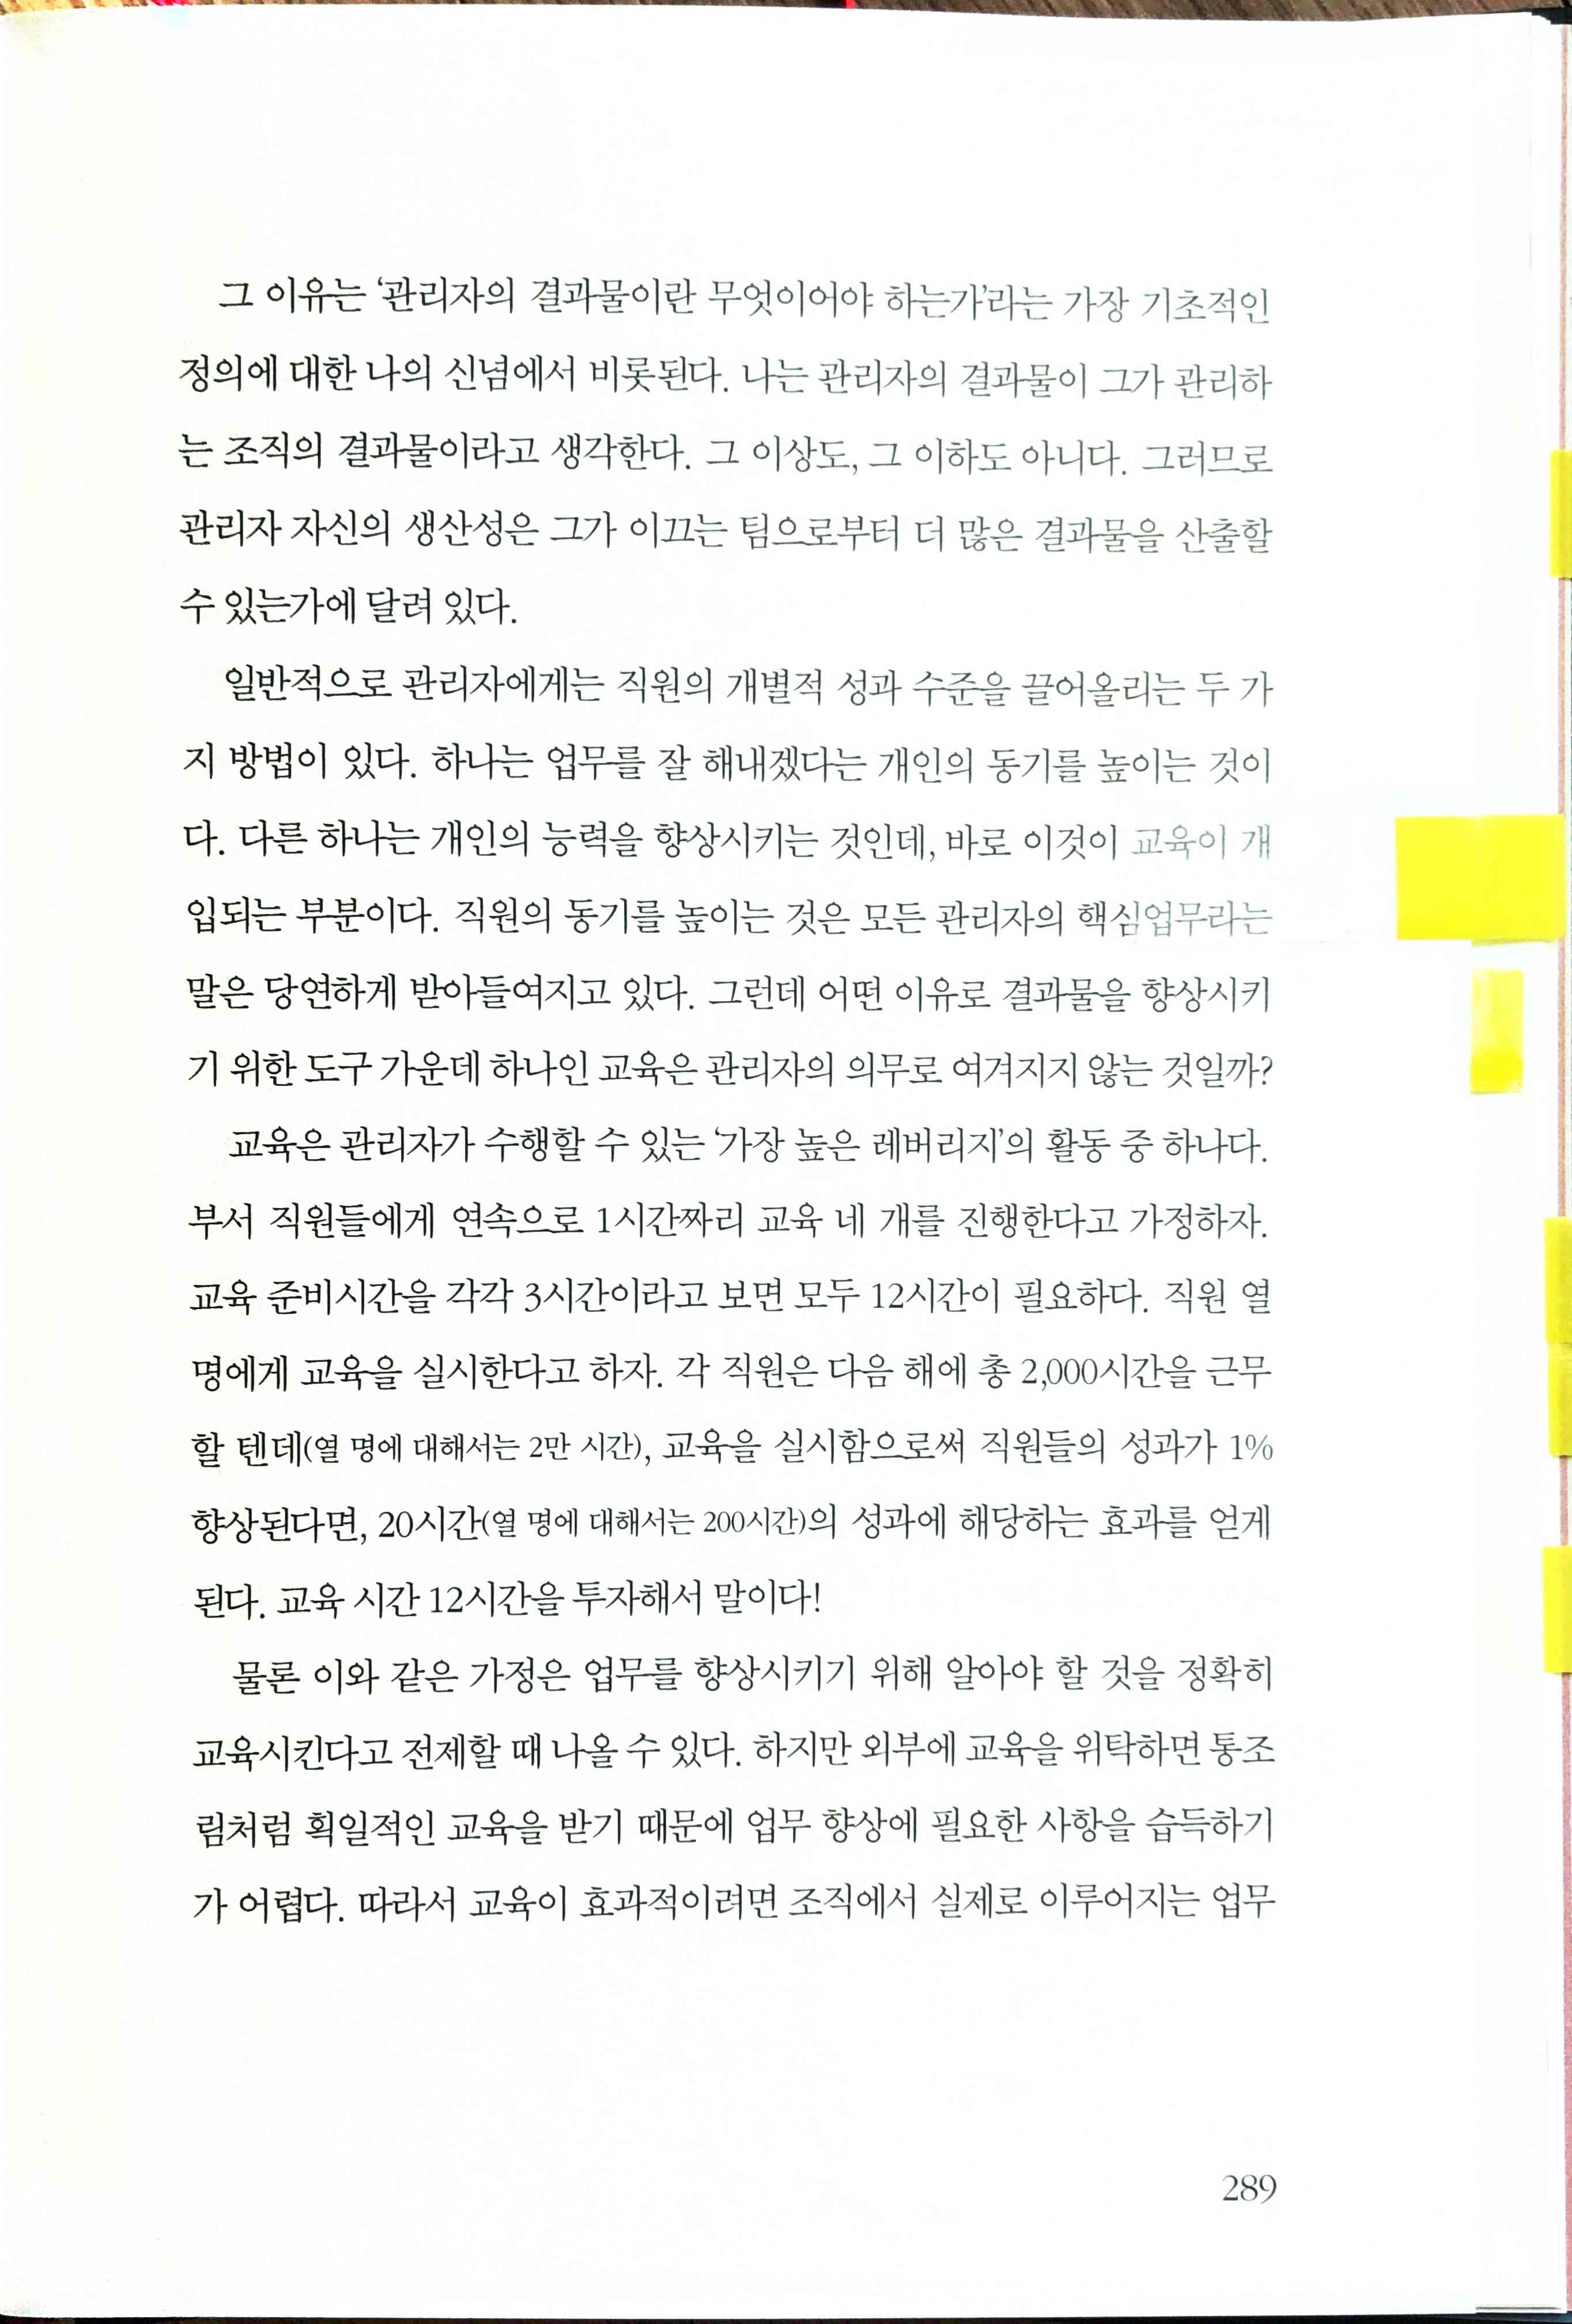 그 이유는 ‘관리자의 결과물이란 무엇이어야 하는가’라는 가장 기초적인
정의에 대한 나의 신념에서 비롯된다. 나는 관리자의 결과물이 그가 관리하
는 조직의 결과물이라고 생각한다. 그 이상도, 그 이하도 아니다. 그러므로
관리자 자신의 생산성은 그가 이끄는 팀으로부터 더 많은 결과물을 산출할
수 있는가에 달려 있다.
일반적으로 관리자에게는 직원의 개별적 성과 수준을 끌어올리는 두 가
지 방법이 있다. 하나는 업무를 잘 해내겠다는 개인의 동기를 높이는 것이
다. 다른 하나는 개인의 능력을 향상시키는 것인데, 바로 이것이 교육이 개
입되는 부분이다. 직원의 동기를 높이는 것은 모든 관리자의 핵심업무라는
말은 당연하게 받아들여지고 있다. 그런데 어떤 이유로 결과물을 향상시키
기 위한 도구 가운데 하나인 교육은 관리자의 의무로 여겨지지 않는 것일까?
교육은 관리자가 수행할 수 있는 ‘가장 높은 레버리지’의 활동 중 하나다.
부서 직원들에게 연속으로 1시간짜리 교육 네 개를 진행한다고 가정하자.
교육 준비시간을 각각 3시간이라고 보면 모두 12시간이 필요하다. 직원 열
명에게 교육을 실시한다고 하자. 각 직원은 다음 해에 총 2,000시간을 근무
할 텐데(열 명에 대해서는 2만 시간), 교육을 실시함으로써 직원들의 성과가 1%
향상된다면, 20시간(열 명에 대해서는 200시간)의 성과에 해당하는 효과를 얻게
된다. 교육 시간 12시간을 투자해서 말이다!
물론 이와 같은 가정은 업무를 향상시키기 위해 알아야 할 것을 정확히
교육시킨다고 전제할 때 나올 수 있다. 하지만 외부에 교육을 위탁하면 통조
림처럼 획일적인 교육을 받기 때문에 업무 향상에 필요한 사항을 습득하기
가 어렵다. 따라서 교육이 효과적이려면 조직에서 실제로 이루어지는 업무
289